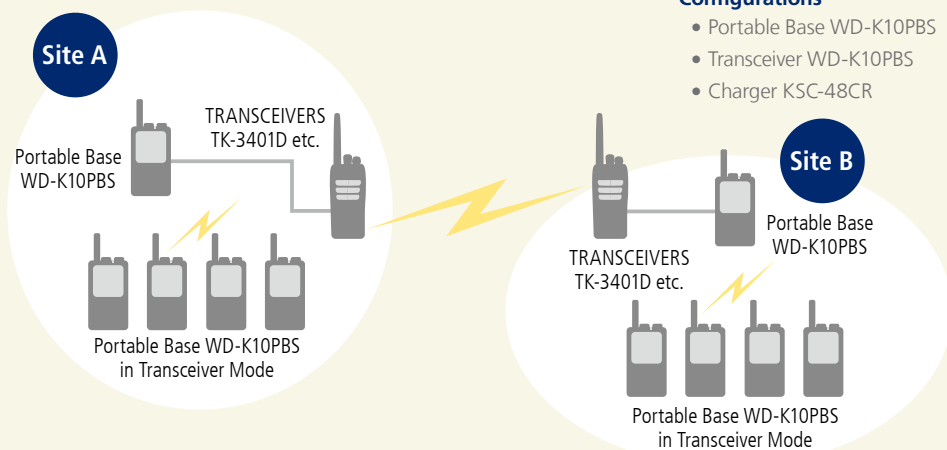 Configurations
• Portable Base WD-K10PBS
• Transceiver WD-K10PBS
• Charger KSC-48CR
Site A
TRANSCEIVERS
TK-3401D etc.
Portable Base
WD-K10PBS
Portable Base WD-K10PBS
in Transceiver Mode
Site B
Portable Base
WD-K10PBS
TRANSCEIVERS
TK-3401D etc.
Portable Base WD-K10PBS
in Transceiver Mode